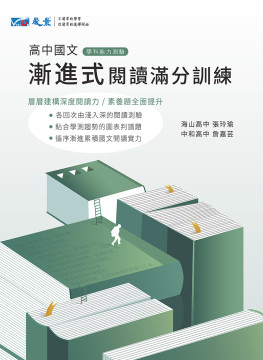 晟景
高中國文 學科能力測驗
漸進式閱讀滿分訓練
層層建構深度閱讀力 / 素養題全面提升
● 各回次由淺入深的閱讀測驗
● 貼合學測趨勢的圖表判讀題
● 循序漸進累積國文閱讀實力
海山高中 張玲瑜
中和高中 詹嘉芸